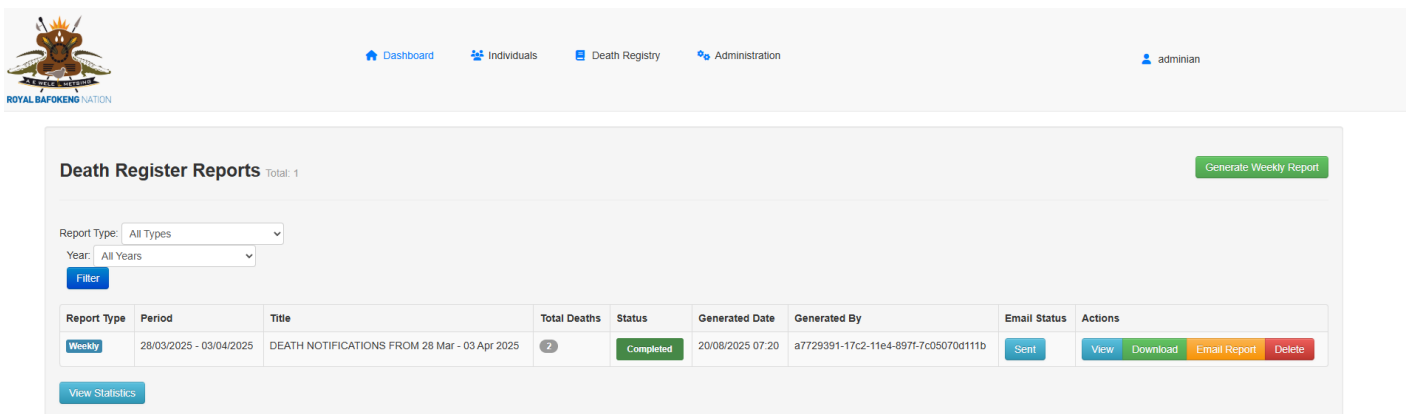 Dashboard
Individuals
Death Registry
Administration
adminian
A E WELE METSING
ROYAL BAFOKENG NATION
Death Register Reports Total: 1
Generate Weekly Report
Report Type: All Types
Year: All Years
Filter
Report Type Period Title Total Deaths Status Generated Date Generated By Email Status Actions
Weekly 28/03/2025 - 03/04/2025 DEATH NOTIFICATIONS FROM 28 Mar - 03 Apr 2025 2 Completed 20/08/2025 07:20 a7729391-17c2-11e4-897f-7c05070d111b Sent View Download Email Report Delete
View Statistics